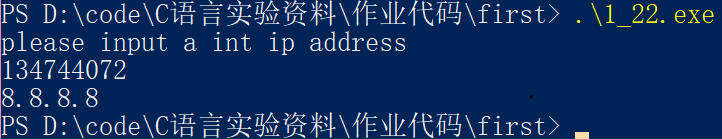 PS D:\code\C语言实验资料\作业代码\first> .\1_22.exe
please input a int ip address
134744072
8.8.8.8
PS D:\code\C语言实验资料\作业代码\first>